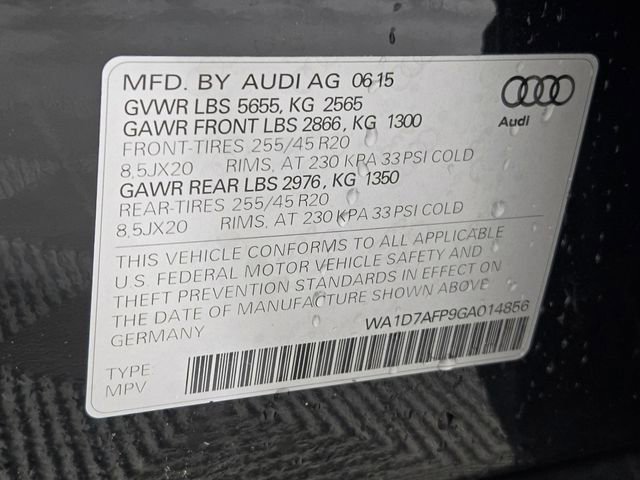 MFD. BY AUDI AG 06 15
GVWR LBS 5655, KG 2565
GAWR FRONT LBS 2866, KG 1300
FRONT-TIRES 255/45 R20
8,5JX20 RIMS, AT 230 KPA 33 PSI COLD
GAWR REAR LBS 2976, KG 1350
REAR-TIRES 255/45 R20
8,5JX20 RIMS, AT 230 KPA 33 PSI COLD
Audi
THIS VEHICLE CONFORMS TO ALL APPLICABLE
U.S. FEDERAL MOTOR VEHICLE SAFETY AND
THEFT PREVENTION STANDARDS IN EFFECT ON
THE DATE OF MANUFACTURE SHOWN ABOVE
GERMANY
WA1D7AFP9GA014856
TYPE:
MPV